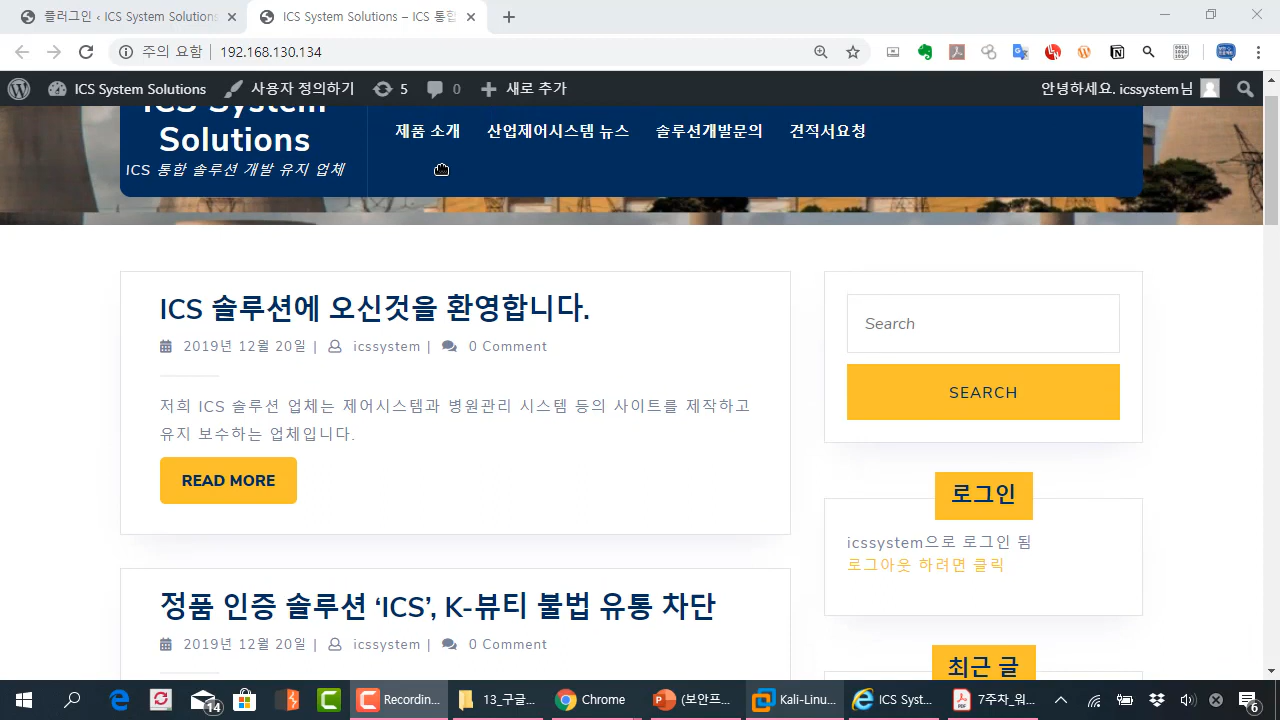 플러그인 ‹ ICS System Solutions
ICS System Solutions – ICS 통합
주의 요함 192.168.130.134
ICS System Solutions
사용자 정의하기
5
0
새로 추가
안녕하세요. icssystem님
ICS System
Solutions
ICS 통합 솔루션 개발 유지 업체
제품 소개
산업제어시스템 뉴스
솔루션개발문의
견적서요청
ICS 솔루션에 오신것을 환영합니다.
2019년 12월 20일 | icssystem | 0 Comment
저희 ICS 솔루션 업체는 제어시스템과 병원관리 시스템 등의 사이트를 제작하고
유지 보수하는 업체입니다.
READ MORE
정품 인증 솔루션 ‘ICS’, K-뷰티 불법 유통 차단
2019년 12월 20일 | icssystem | 0 Comment
Search
SEARCH
로그인
icssystem으로 로그인 됨
로그아웃 하려면 클릭
최근 글
14
Recordin...
13_구글...
Chrome
(보안프...
Kali-Linu...
ICS Syst...
7주차_워...
6